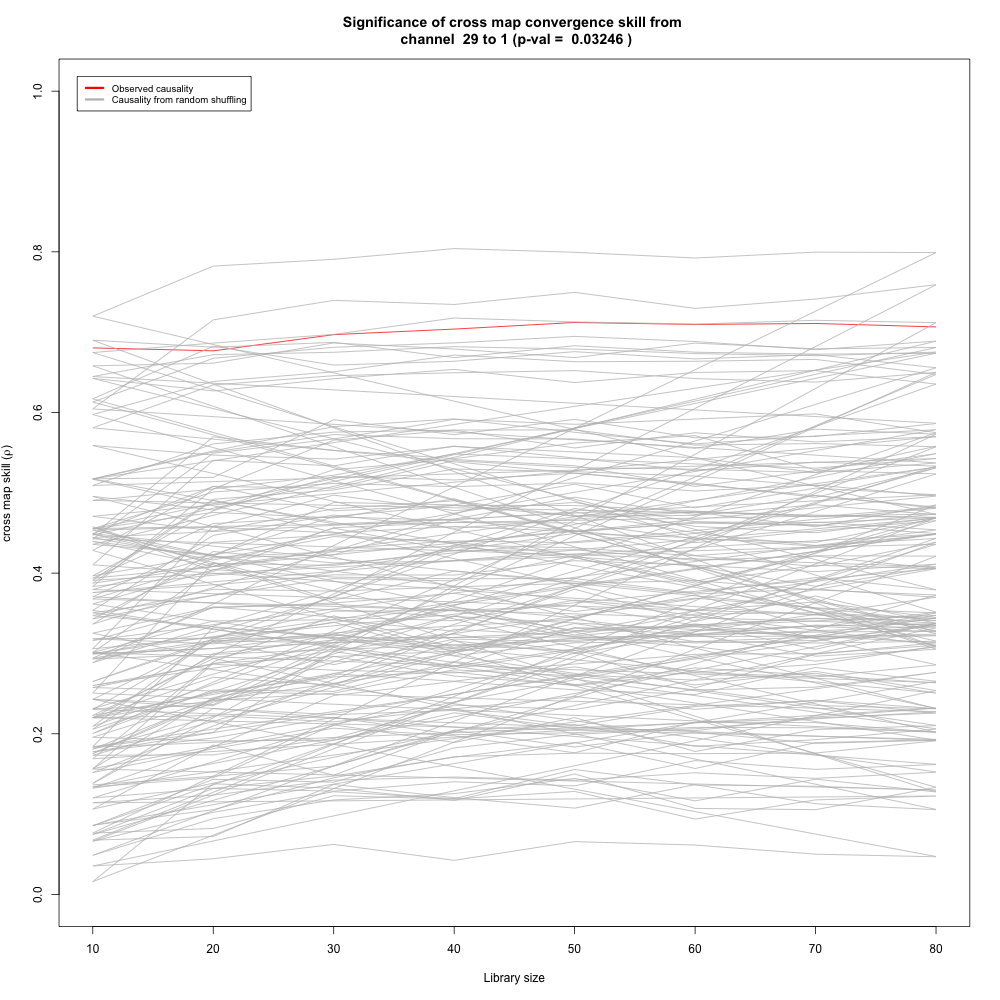 Significance of cross map convergence skill from
channel  29 to 1 (p-val =  0.03246 )
Observed causality
Causality from random shuffling
1.0
0.8
0.6
0.4
0.2
0.0
cross map skill (ρ)
10 20 30 40 50 60 70 80
Library size